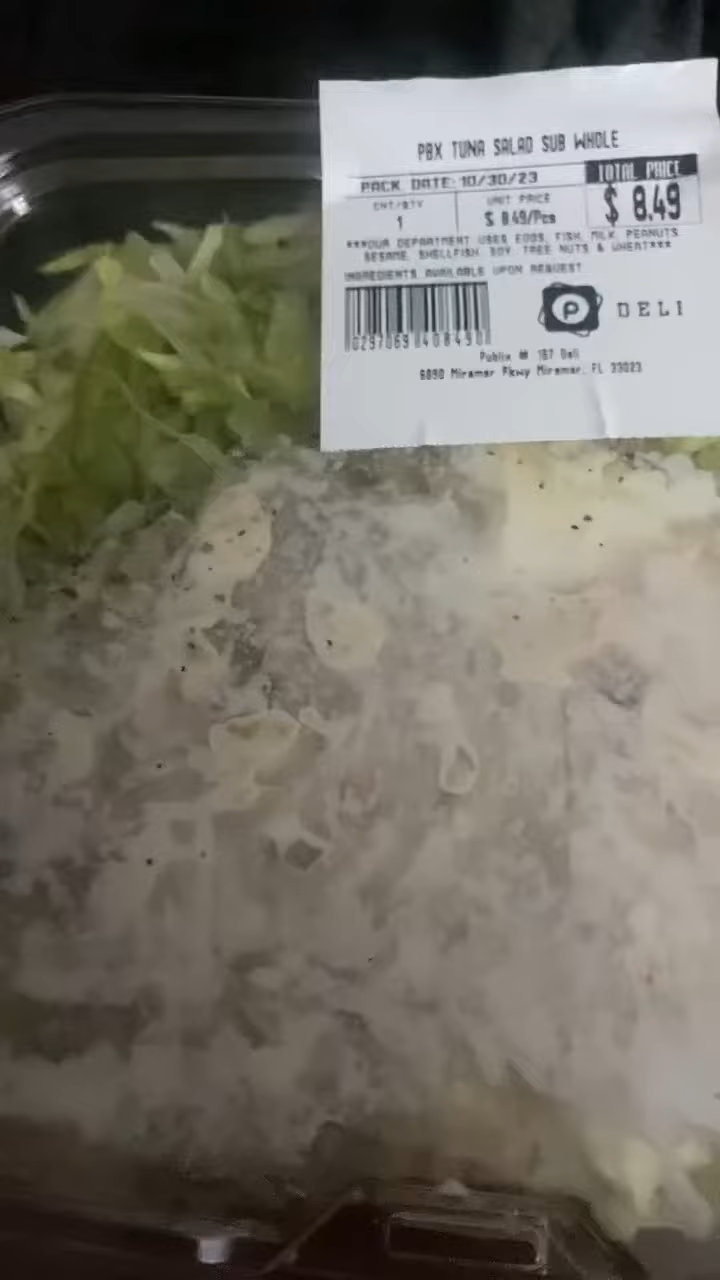 PBX TUNA SALAD SUB WHOLE
PACK DATE: 10/30/23
TOTAL PRICE
CNT/QTY
UNIT PRICE
1
$ 8.49/Pcs
$ 8.49
***OUR DEPARTMENT USES EGGS, FISH, MILK, PEANUTS,
SESAME, SHELLFISH, SOY, TREE NUTS & WHEAT***
INGREDIENTS AVAILABLE UPON REQUEST
P DELI
Publix # 187 Deli
6890 Miramar Pkwy Miramar, FL 33023